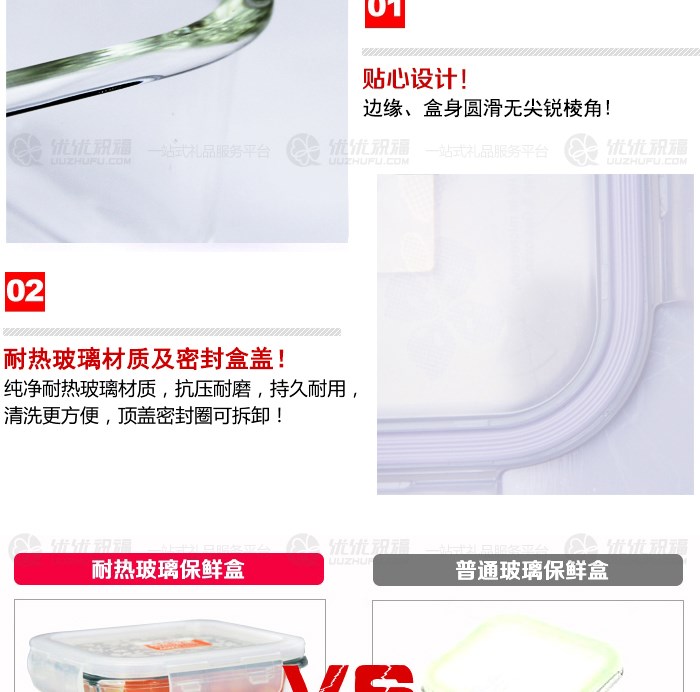 01
贴心设计！
边缘、盒身圆滑无尖锐棱角！
优优祝福 UUZHUFU.COM 一站式礼品服务平台 优优祝福 UUZHUFU.COM 一站式礼品服务平台 优优祝福 UUZHUFU.COM
02
耐热玻璃材质及密封盒盖！
纯净耐热玻璃材质，抗压耐磨，持久耐用，
清洗更方便，顶盖密封圈可拆卸！
优优祝福 一站式礼品服务平台 优优祝福 一站式礼品服务平台 优优祝福
耐热玻璃保鲜盒 普通玻璃保鲜盒
VS